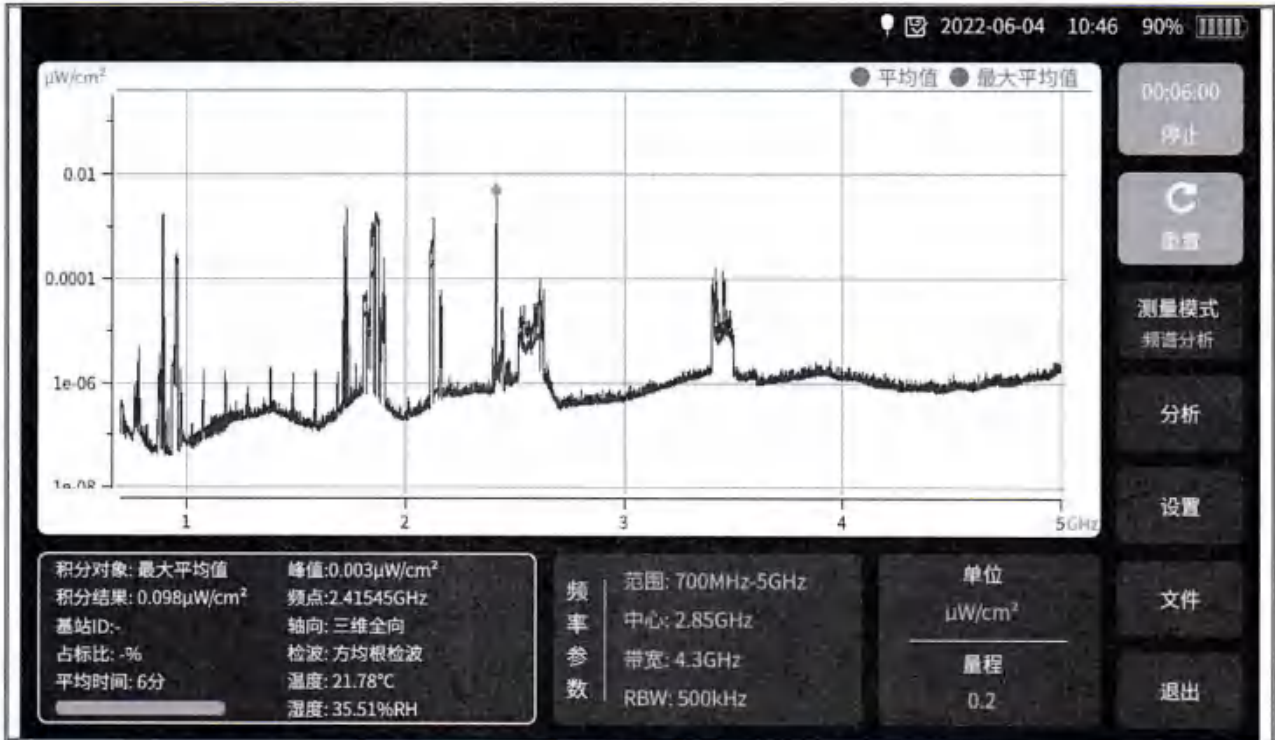 2022-06-04 10:46 90%
μW/cm²
平均值 最大平均值
0.01
0.0001
1e-06
1e-08
1 2 3 4 5GHz
00:06:00
停止
重置
测量模式
频谱分析
分析
设置
文件
退出
积分对象: 最大平均值
积分结果: 0.098μW/cm²
基站ID:-
占标比: -%
平均时间: 6分
峰值:0.003μW/cm²
频点:2.41545GHz
轴向: 三维全向
检波: 方均根检波
温度: 21.78°C
湿度: 35.51%RH
频率参数
范围: 700MHz-5GHz
中心: 2.85GHz
带宽: 4.3GHz
RBW: 500kHz
单位
μW/cm²
量程
0.2